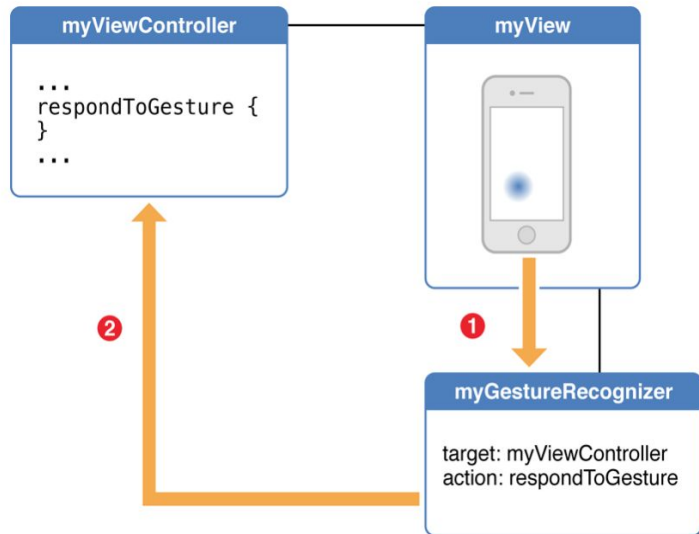 myViewController
...
respondToGesture {
}
...
myView
2
1
myGestureRecognizer
target: myViewController
action: respondToGesture